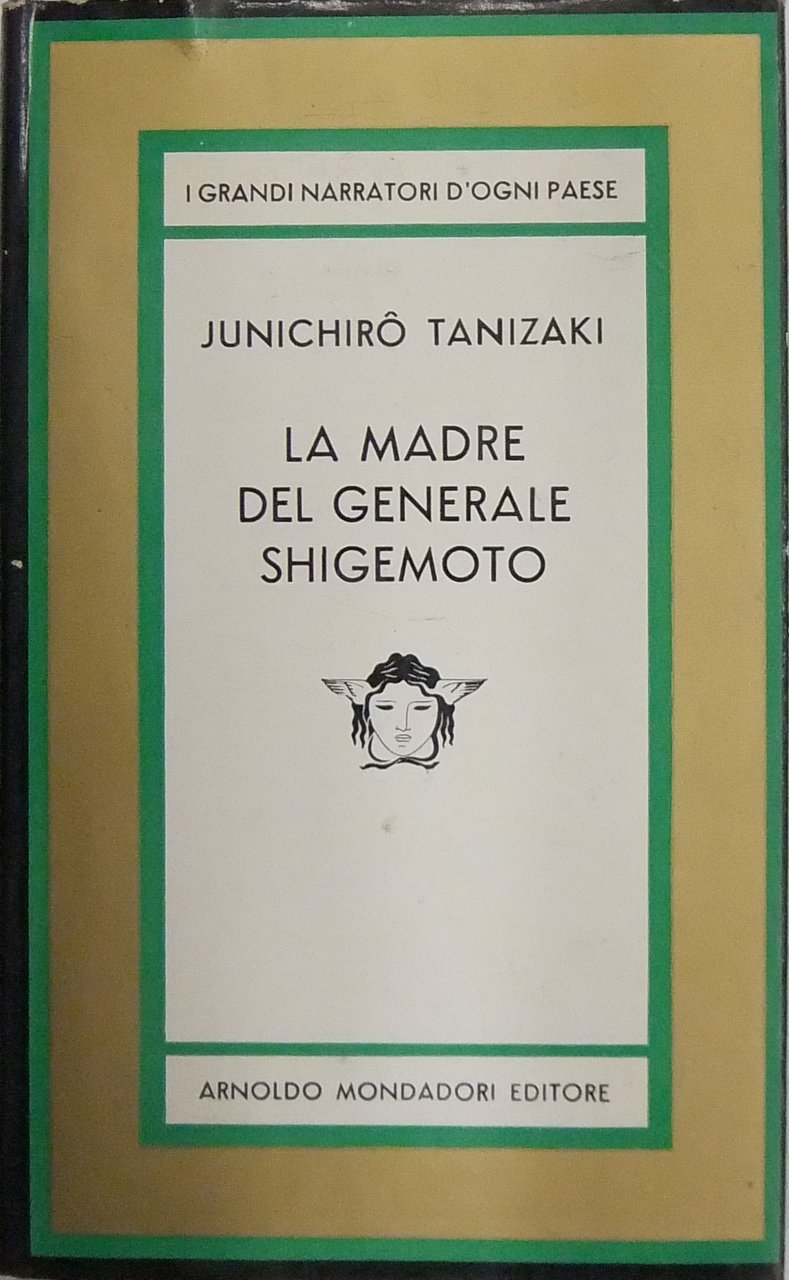 I GRANDI NARRATORI D'OGNI PAESE
JUNICHIRÔ TANIZAKI
LA MADRE
DEL GENERALE
SHIGEMOTO
ARNOLDO MONDADORI EDITORE